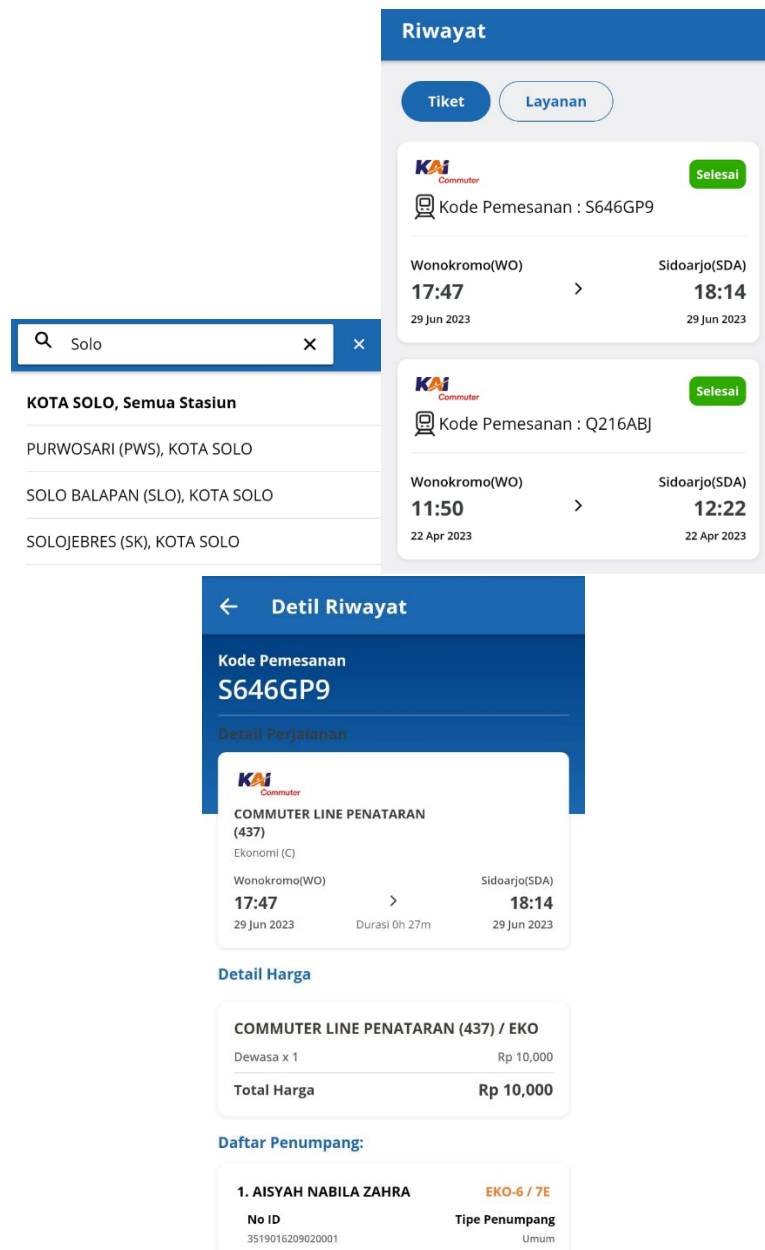 Riwayat
Tiket Layanan
KAI
Commuter
Selesai
Kode Pemesanan : S646GP9
Wonokromo(WO) Sidoarjo(SDA)
17:47 > 18:14
29 Jun 2023 29 Jun 2023
KAI
Commuter
Selesai
Kode Pemesanan : Q216ABJ
Wonokromo(WO) Sidoarjo(SDA)
11:50 > 12:22
22 Apr 2023 22 Apr 2023
Solo
KOTA SOLO, Semua Stasiun
PURWOSARI (PWS), KOTA SOLO
SOLO BALAPAN (SLO), KOTA SOLO
SOLOJEBRES (SK), KOTA SOLO
Detil Riwayat
Kode Pemesanan
S646GP9
Detail Perjalanan
KAI
Commuter
COMMUTER LINE PENATARAN
(437)
Ekonomi (C)
Wonokromo(WO) Sidoarjo(SDA)
17:47 > 18:14
29 Jun 2023 Durasi 0h 27m 29 Jun 2023
Detail Harga
COMMUTER LINE PENATARAN (437) / EKO
Dewasa x 1 Rp 10,000
Total Harga Rp 10,000
Daftar Penumpang:
1. AISYAH NABILA ZAHRA EKO-6 / 7E
No ID Tipe Penumpang
3519016209020001 Umum